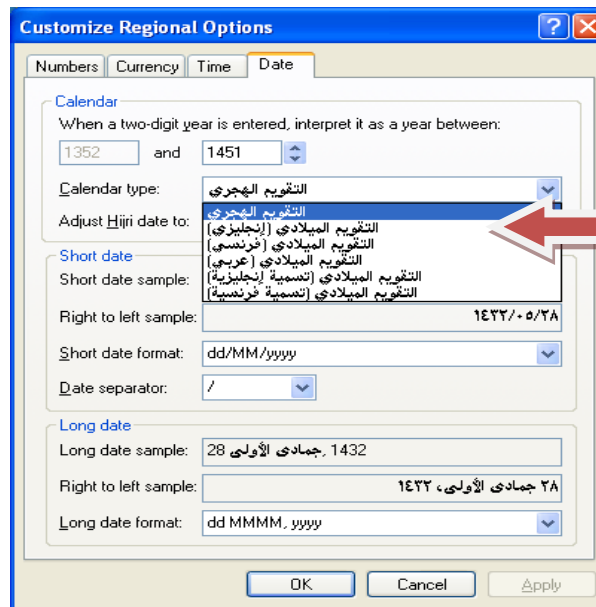 Customize Regional Options
Numbers Currency Time Date
Calendar
When a two-digit year is entered, interpret it as a year between:
1352 and 1451
Calendar type: التقويم الهجري
التقويم الهجري
Adjust Hijri date to:
التقويم الميلادي (إنجليزي)
التقويم الميلادي (فرنسي)
Short date
التقويم الميلادي (عربي)
Short date sample: التقويم الميلادي (تسمية إنجليزية)
التقويم الميلادي (تسمية فرنسية)
Right to left sample: ١٤٣٢/٠٥/٢٨
Short date format: dd/MM/yyyy
Date separator: /
Long date
Long date sample: 28 جمادى الأولى, 1432
Right to left sample: ٢٨ جمادى الأولى، ١٤٣٢
Long date format: dd MMMM, yyyy
OK Cancel Apply